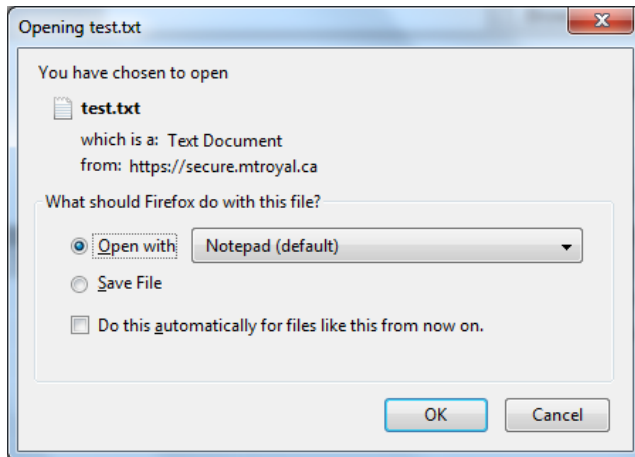 Opening test.txt
You have chosen to open
test.txt
which is a: Text Document
from: https://secure.mtroyal.ca
What should Firefox do with this file?
Open with Notepad (default)
Save File
Do this automatically for files like this from now on.
OK Cancel